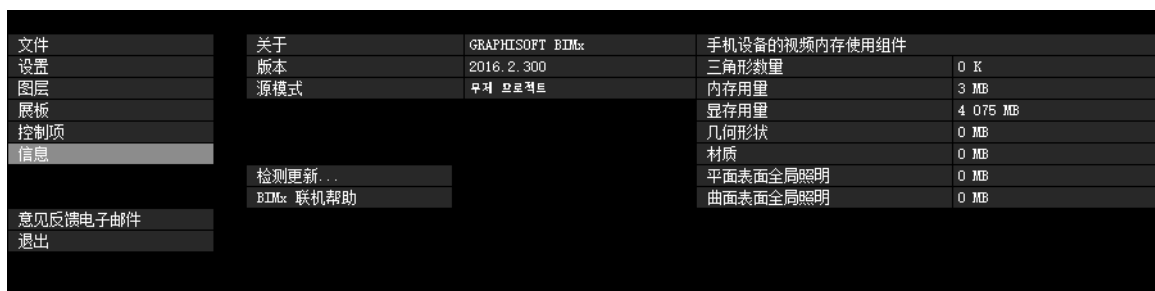 文件
设置
图层
展板
控制项
信息
意见反馈电子邮件
退出
关于 GRAPHISOFT BIMx
版本 2016.2.300
源模式 무제 프로젝트
检测更新...
BIMx 联机帮助
手机设备的视频内存使用组件
三角形数量 0 K
内存用量 3 MB
显存用量 4 075 MB
几何形状 0 MB
材质 0 MB
平面表面全局照明 0 MB
曲面表面全局照明 0 MB